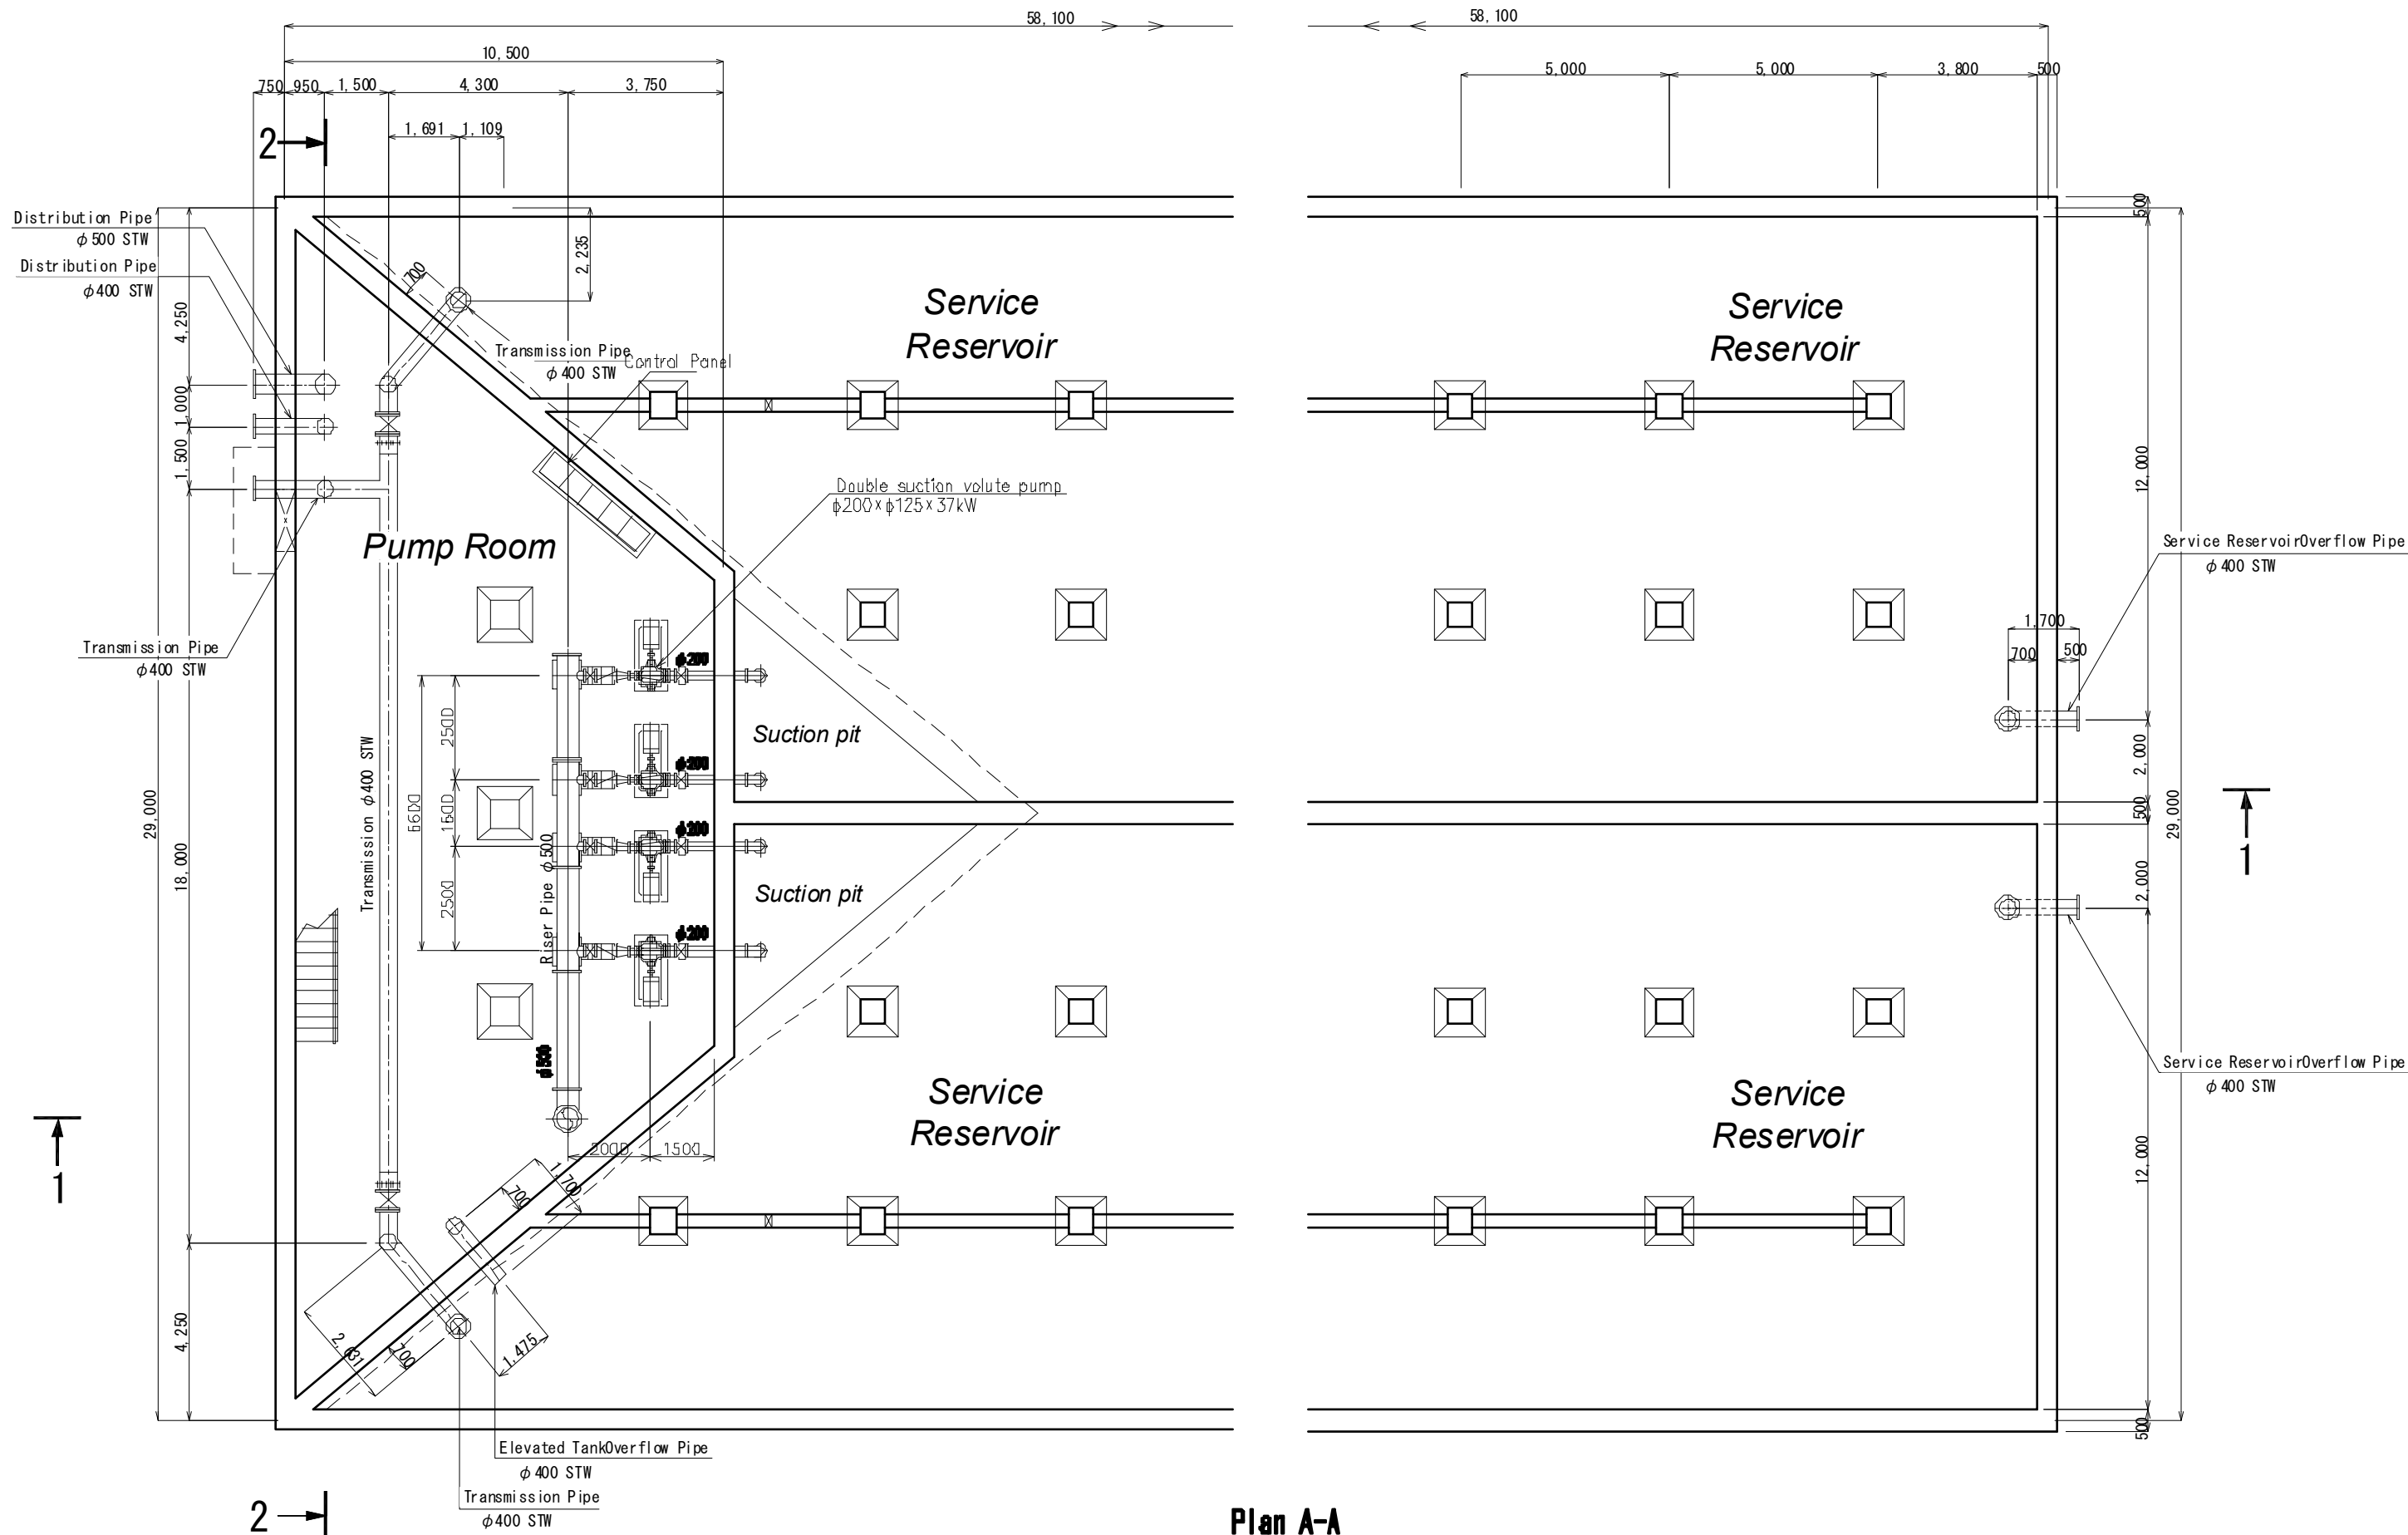 58,100
58,100
10,500
750
950
1,500
4,300
3,750
5,000
5,000
3,800
500
1,691
1,109
2
Distribution Pipe
φ500 STW
Distribution Pipe
φ400 STW
4,250
1,000
1,500
2,235
700
Transmission Pipe
φ400 STW
Control Panel
Service
Reservoir
Service
Reservoir
500
12,000
Double suction volute pump
φ200×φ125×37kW
Pump Room
Service ReservoirOverflow Pipe
φ400 STW
1,700
700
500
Transmission Pipe
φ400 STW
φ200
2500
Suction pit
φ200
2,000
Transmission φ400 STW
29,000
18,000
6600
1600
Riser Pipe φ500
φ200
500
29,000
1
2500
Suction pit
φ200
2,000
φ500
Service
Reservoir
Service
Reservoir
Service ReservoirOverflow Pipe
φ400 STW
1
2000
1500
1,700
700
12,000
4,250
2,631
700
1,475
500
Elevated TankOverflow Pipe
φ400 STW
Transmission Pipe
φ400 STW
2
Plan A-A